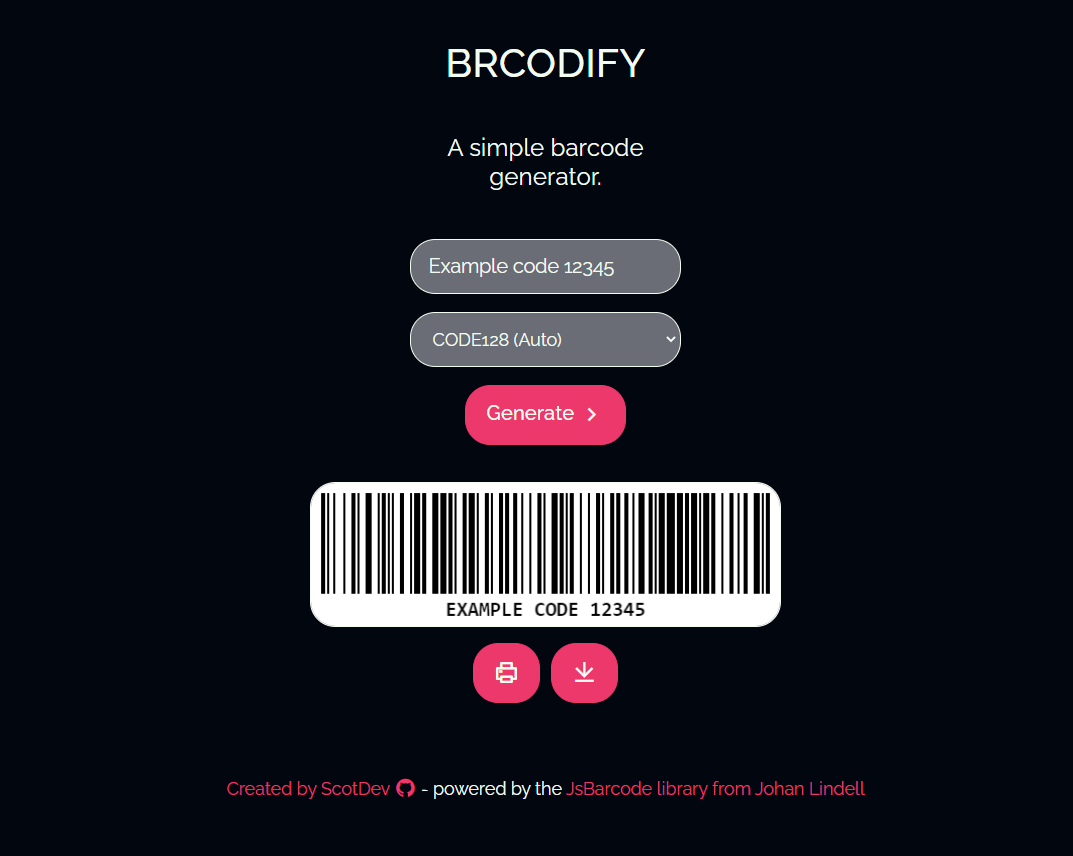 BRCODIFY
A simple barcode
generator.
Example code 12345
CODE128 (Auto)
Generate
EXAMPLE CODE 12345
Created by ScotDev - powered by the JsBarcode library from Johan Lindell